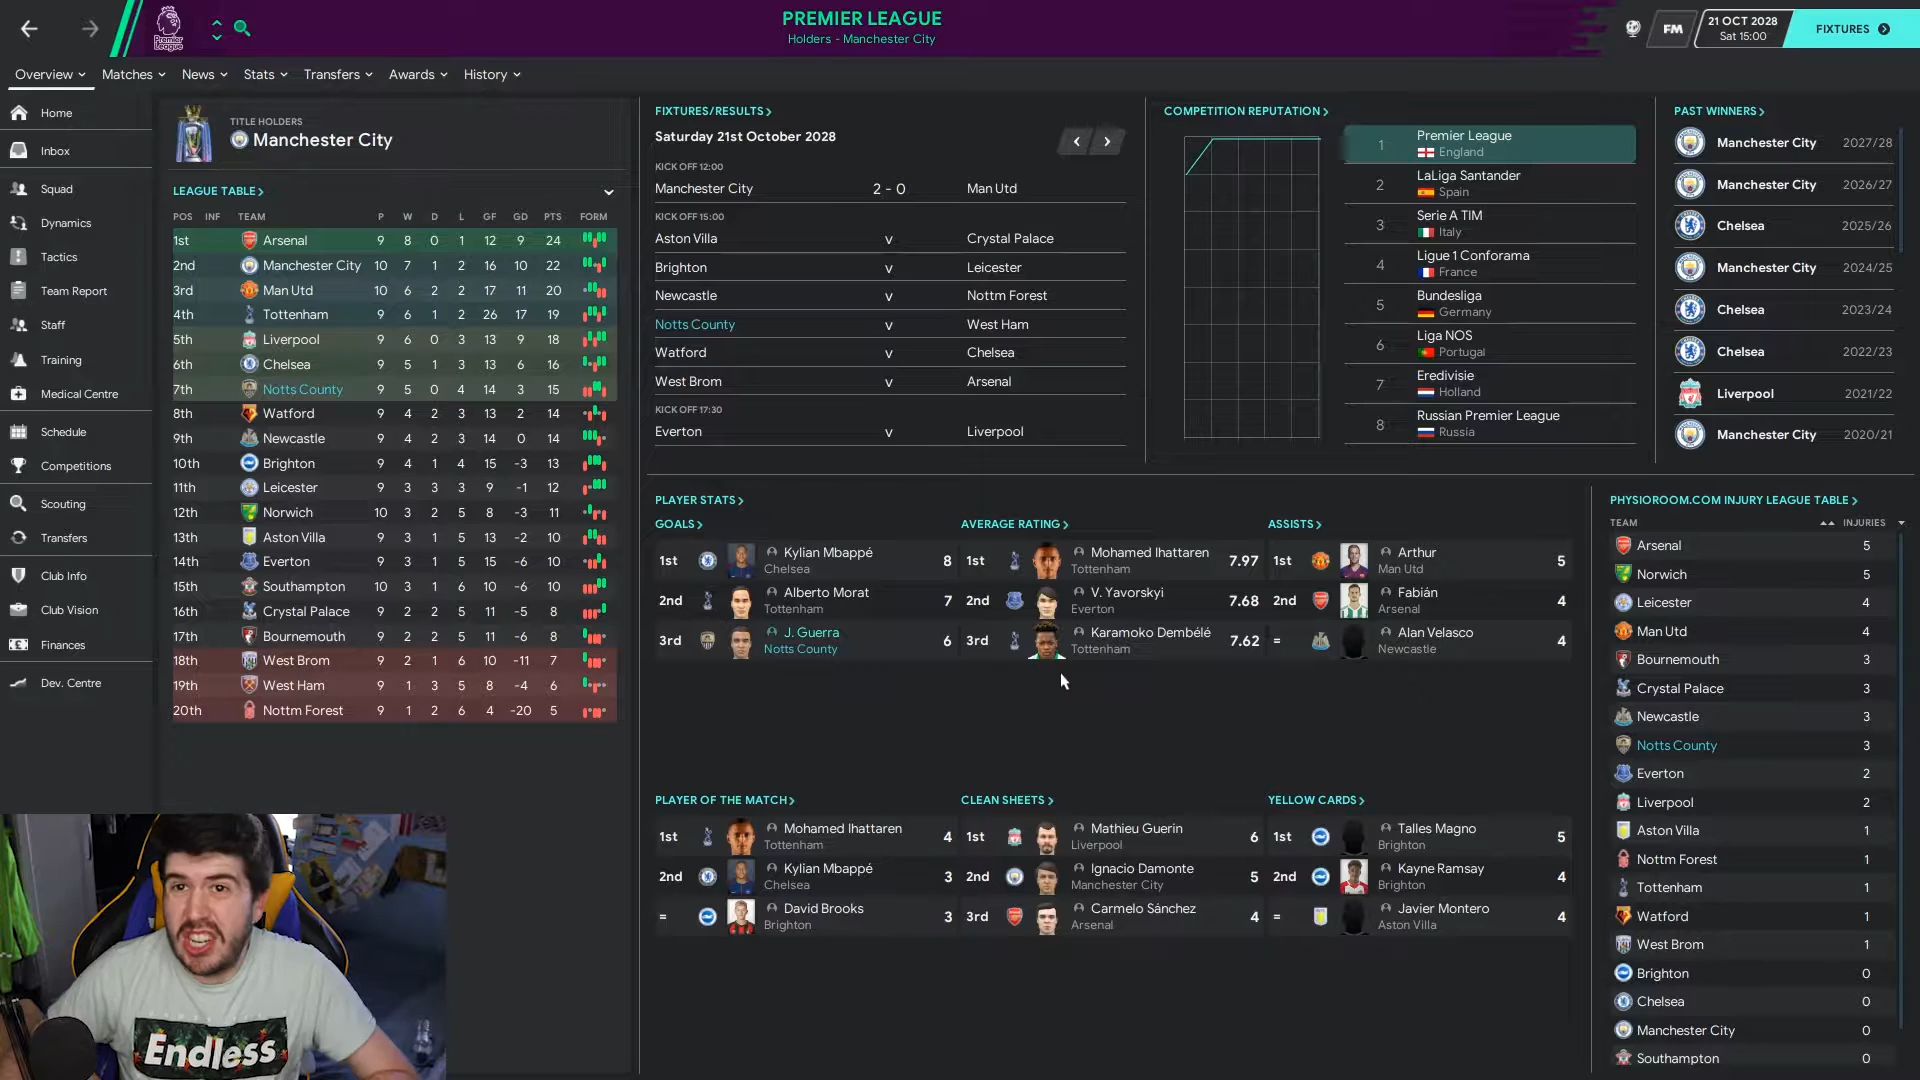 PREMIER LEAGUE
Holders - Manchester City
FM
21 OCT 2028
Sat 15:00
FIXTURES
Overview
Matches
News
Stats
Transfers
Awards
History
Home
Inbox
Squad
Dynamics
Tactics
Team Report
Staff
Training
Medical Centre
Schedule
Competitions
Scouting
Transfers
Club Info
Club Vision
Finances
Dev. Centre
TITLE HOLDERS
Manchester City
LEAGUE TABLE
POS INF TEAM P W D L GF GD PTS FORM
1st Arsenal 9 8 0 1 12 9 24
2nd Manchester City 10 7 1 2 16 10 22
3rd Man Utd 10 6 2 2 17 11 20
4th Tottenham 9 6 1 2 26 17 19
5th Liverpool 9 6 0 3 13 9 18
6th Chelsea 9 5 1 3 13 6 16
7th Notts County 9 5 0 4 14 3 15
8th Watford 9 4 2 3 13 2 14
9th Newcastle 9 4 2 3 14 0 14
10th Brighton 9 4 1 4 15 -3 13
11th Leicester 9 3 3 3 9 -1 12
12th Norwich 10 3 2 5 8 -3 11
13th Aston Villa 9 3 1 5 13 -2 10
14th Everton 9 3 1 5 15 -6 10
15th Southampton 10 3 1 6 10 -6 10
16th Crystal Palace 9 2 2 5 11 -5 8
17th Bournemouth 9 2 2 5 11 -6 8
18th West Brom 9 2 1 6 10 -11 7
19th West Ham 9 1 3 5 8 -4 6
20th Nottm Forest 9 1 2 6 4 -20 5
FIXTURES/RESULTS
Saturday 21st October 2028
KICK OFF 12:00
Manchester City 2 - 0 Man Utd
KICK OFF 15:00
Aston Villa v Crystal Palace
Brighton v Leicester
Newcastle v Nottm Forest
Notts County v West Ham
Watford v Chelsea
West Brom v Arsenal
KICK OFF 17:30
Everton v Liverpool
COMPETITION REPUTATION
1 Premier League
England
2 LaLiga Santander
Spain
3 Serie A TIM
Italy
4 Ligue 1 Conforama
France
5 Bundesliga
Germany
6 Liga NOS
Portugal
7 Eredivisie
Holland
8 Russian Premier League
Russia
PAST WINNERS
Manchester City 2027/28
Manchester City 2026/27
Chelsea 2025/26
Manchester City 2024/25
Chelsea 2023/24
Chelsea 2022/23
Liverpool 2021/22
Manchester City 2020/21
PLAYER STATS
GOALS
1st Kylian Mbappé 8
Chelsea
2nd Alberto Morat 7
Tottenham
3rd J. Guerra 6
Notts County
AVERAGE RATING
1st Mohamed Ihattaren 7.97
Tottenham
2nd V. Yavorskyi 7.68
Everton
3rd Karamoko Dembélé 7.62
Tottenham
ASSISTS
1st Arthur 5
Man Utd
2nd Fabián 4
Arsenal
= Alan Velasco 4
Newcastle
PLAYER OF THE MATCH
1st Mohamed Ihattaren 4
Tottenham
2nd Kylian Mbappé 3
Chelsea
= David Brooks 3
Brighton
CLEAN SHEETS
1st Mathieu Guerin 6
Liverpool
2nd Ignacio Damonte 5
Manchester City
3rd Carmelo Sánchez 4
Arsenal
YELLOW CARDS
1st Talles Magno 5
Brighton
2nd Kayne Ramsay 4
Brighton
= Javier Montero 4
Aston Villa
PHYSIOROOM.COM INJURY LEAGUE TABLE
TEAM INJURIES
Arsenal 5
Norwich 5
Leicester 4
Man Utd 4
Bournemouth 3
Crystal Palace 3
Newcastle 3
Notts County 3
Everton 2
Liverpool 2
Aston Villa 1
Nottm Forest 1
Tottenham 1
Watford 1
West Brom 1
Brighton 0
Chelsea 0
Manchester City 0
Southampton 0
Endless